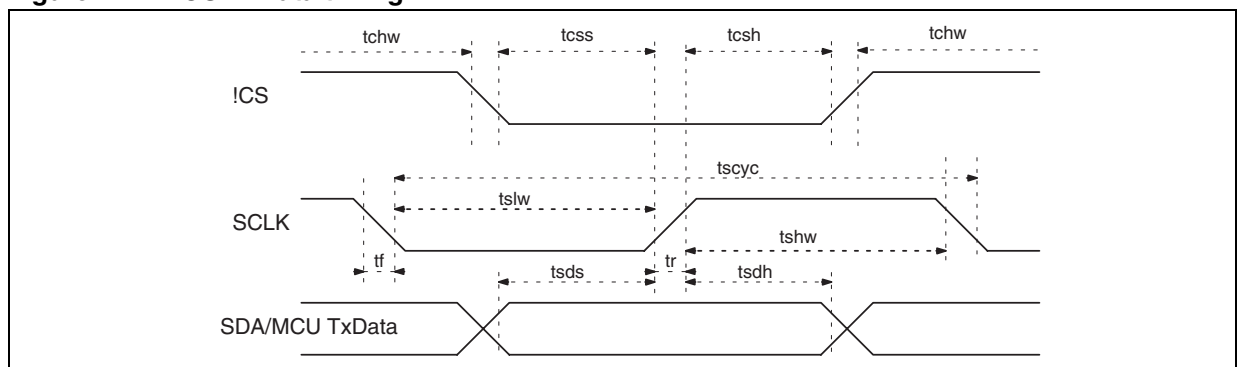 tchw tcss tcsh tchw
!CS
tscyc
tslw
SCLK
tshw
tf tr
tsds tsdh
SDA/MCU TxData